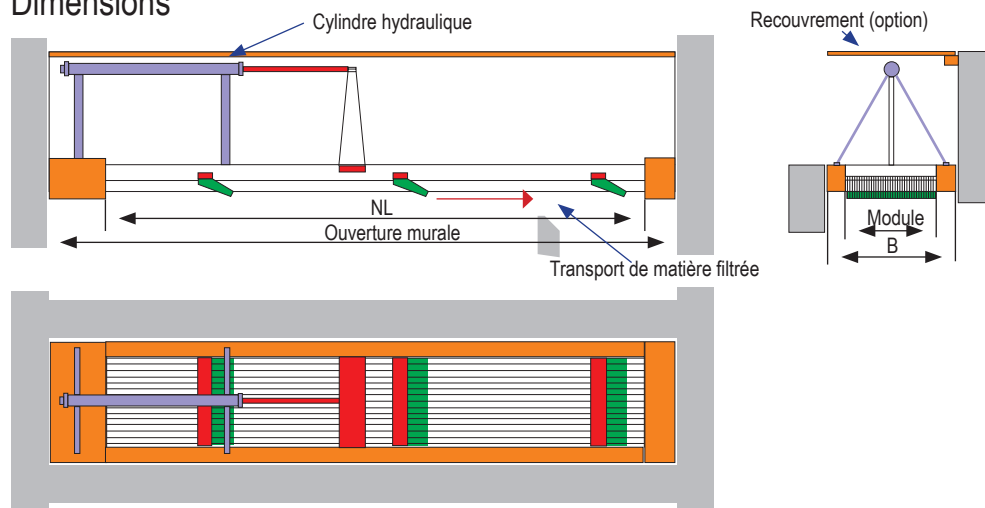 Dimensions
Cylindre hydraulique
Recouvrement (option)
NL
Ouverture murale
Transport de matière filtrée
Module
B